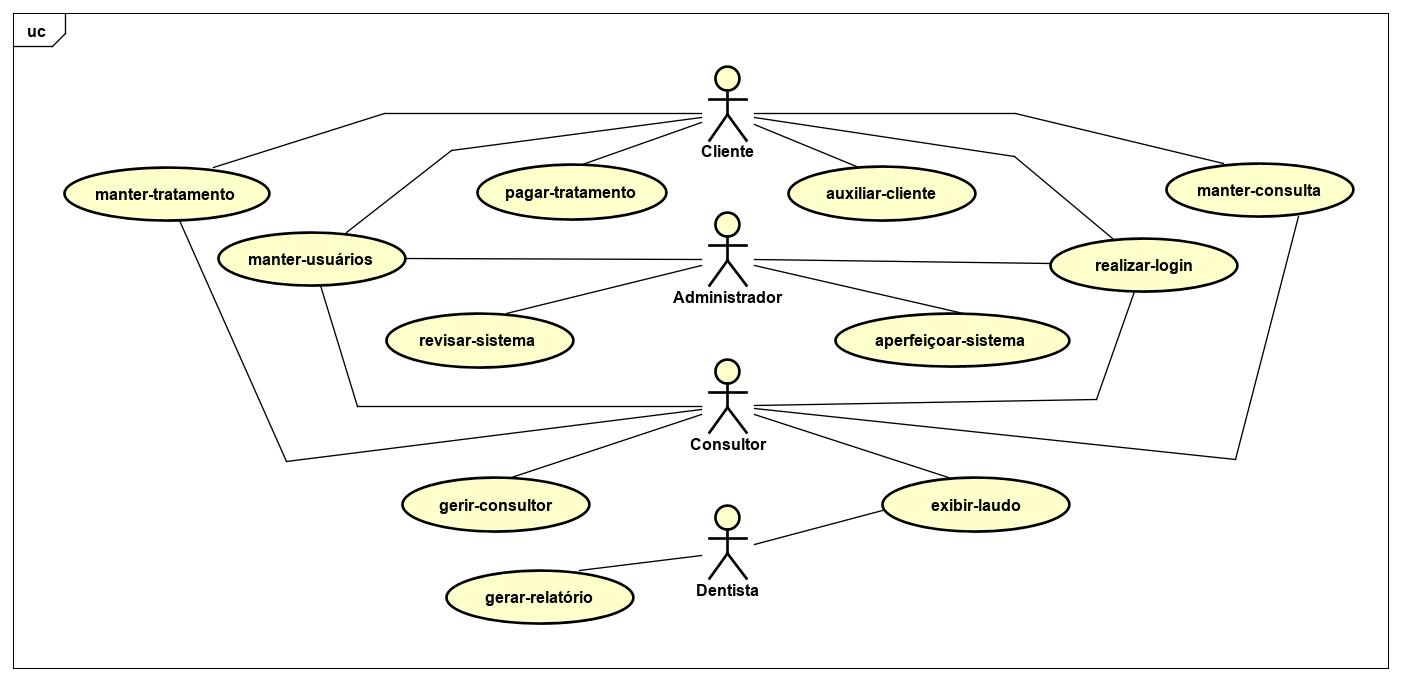 uc
Cliente
manter-tratamento
pagar-tratamento
auxiliar-cliente
manter-consulta
manter-usuários
realizar-login
Administrador
revisar-sistema
aperfeiçoar-sistema
Consultor
gerir-consultor
exibir-laudo
Dentista
gerar-relatório